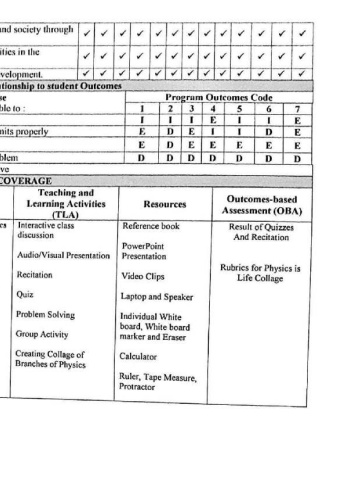 and society through ✓ ✓ ✓ ✓ ✓ ✓ ✓ ✓ ✓ ✓ ✓ ✓
ities in the ✓ ✓ ✓ ✓ ✓ ✓ ✓ ✓ ✓ ✓ ✓ ✓
velopment. ✓ ✓ ✓ ✓ ✓ ✓ ✓ ✓ ✓ ✓ ✓ ✓
tionship to student Outcomes
se Program Outcomes Code
ble to : 1 2 3 4 5 6 7
I I I E I I E
nits properly E D E I I D E
E D E E E E E
blem D D D D D D D
ve
COVERAGE
Teaching and
Learning Activities
(TLA)
Resources
Outcomes-based
Assessment (OBA)
cs
Interactive class
discussion
Audio/Visual Presentation
Recitation
Quiz
Problem Solving
Group Activity
Creating Collage of
Branches of Physics
Reference book
PowerPoint
Presentation
Video Clips
Laptop and Speaker
Individual White
board, White board
marker and Eraser
Calculator
Ruler, Tape Measure,
Protractor
Result of Quizzes
And Recitation
Rubrics for Physics is
Life Collage